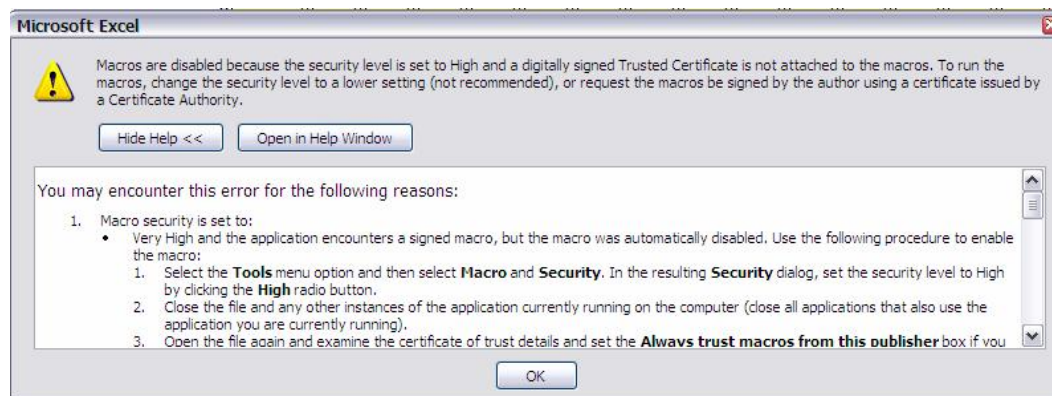 Microsoft Excel
Macros are disabled because the security level is set to High and a digitally signed Trusted Certificate is not attached to the macros. To run the
macros, change the security level to a lower setting (not recommended), or request the macros be signed by the author using a certificate issued by
a Certificate Authority.
Hide Help << Open in Help Window
You may encounter this error for the following reasons:
1. Macro security is set to:
• Very High and the application encounters a signed macro, but the macro was automatically disabled. Use the following procedure to enable
the macro:
1. Select the Tools menu option and then select Macro and Security. In the resulting Security dialog, set the security level to High
by clicking the High radio button.
2. Close the file and any other instances of the application currently running on the computer (close all applications that also use the
application you are currently running).
3. Open the file again and examine the certificate of trust details and set the Always trust macros from this publisher box if you
OK